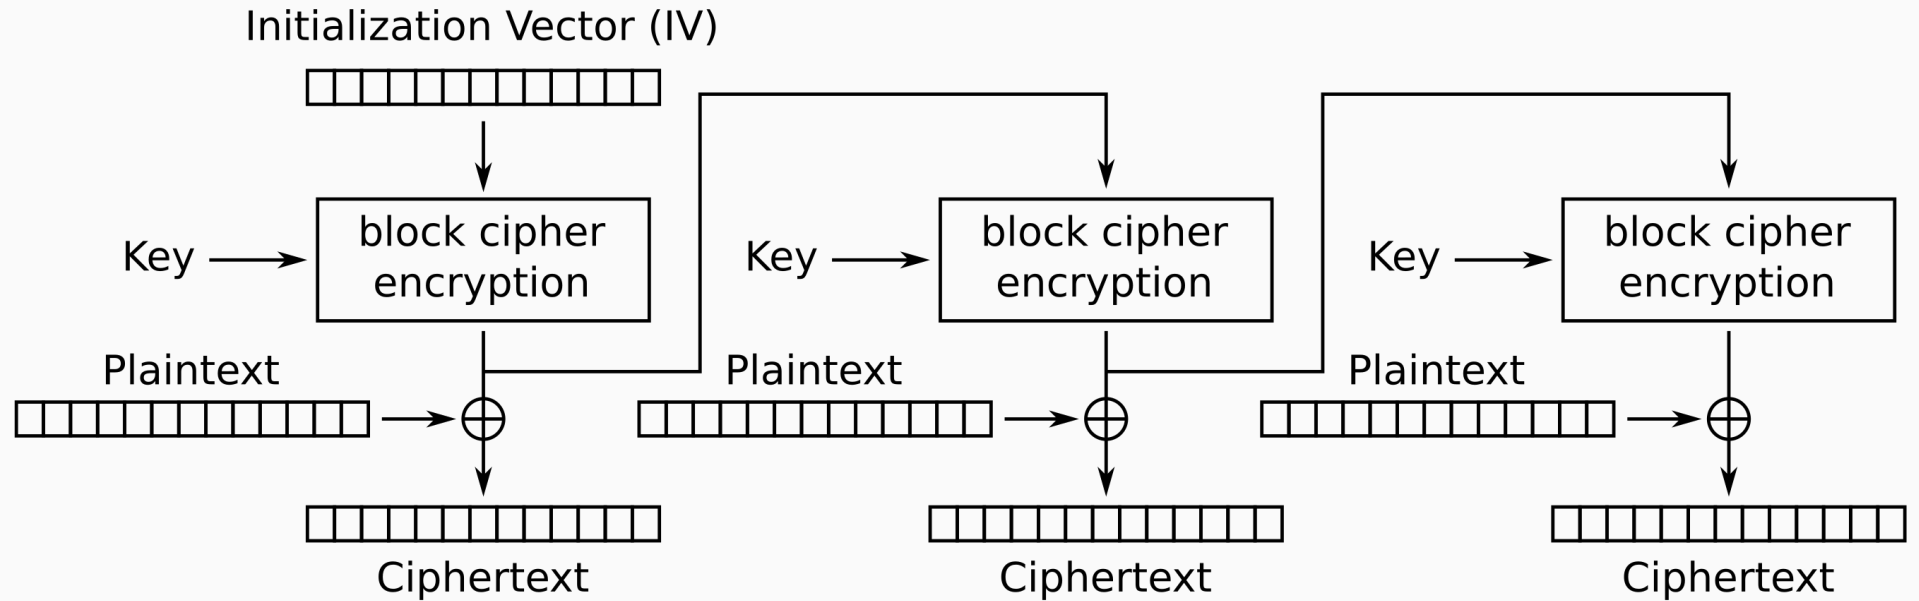 Initialization Vector (IV)
Key
block cipher
encryption
Key
block cipher
encryption
Key
block cipher
encryption
Plaintext
Plaintext
Plaintext
Ciphertext
Ciphertext
Ciphertext